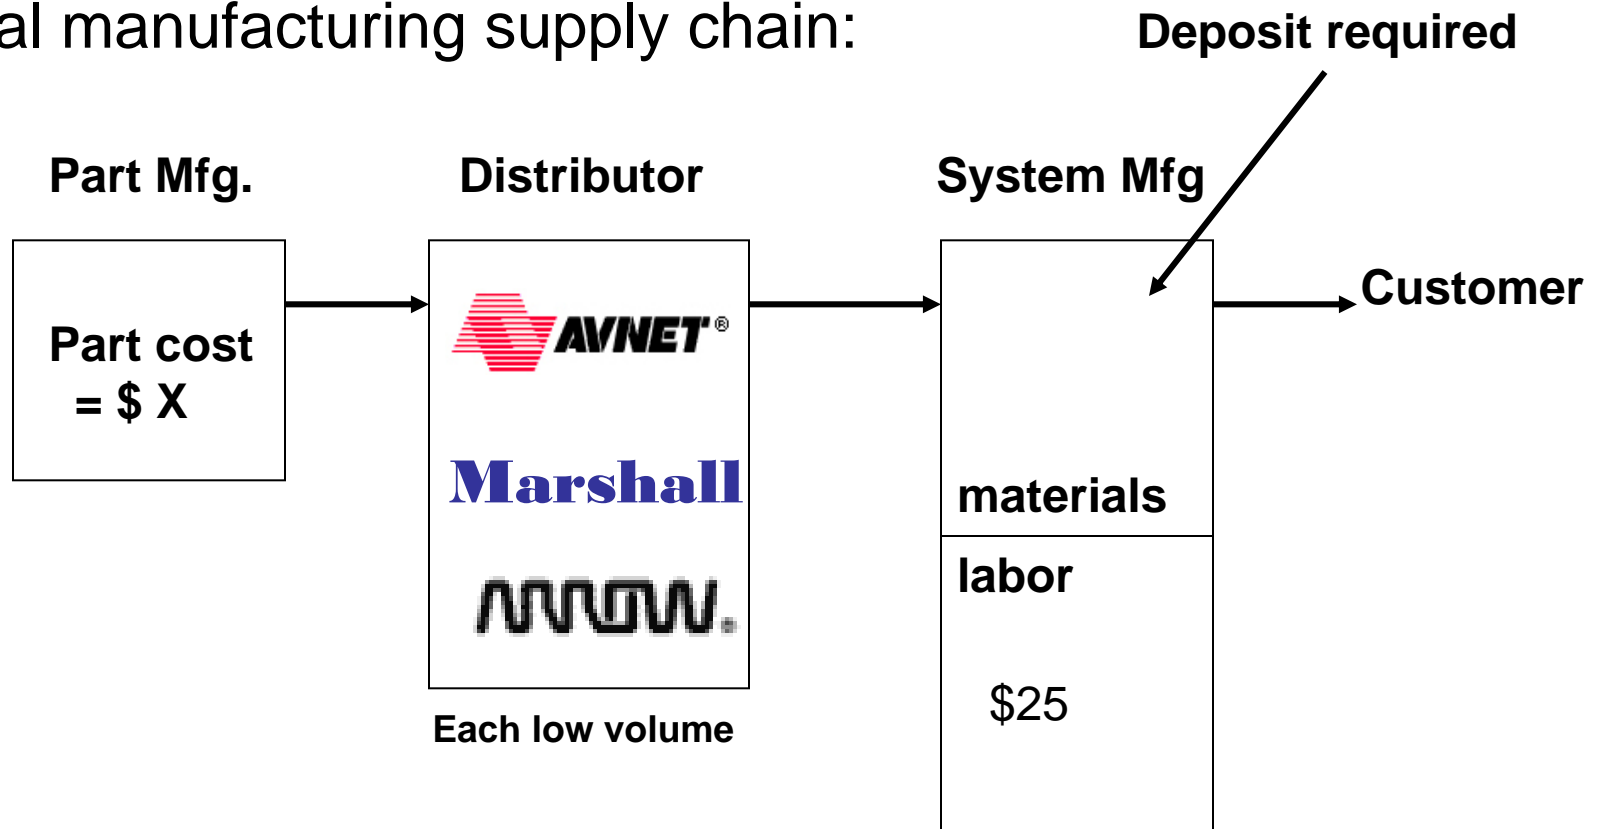 al manufacturing supply chain:
Deposit required
Part Mfg.
Distributor
System Mfg
Part cost
= $ X
AVNET®
Marshall
ARROW.
Customer
materials
labor
$25
Each low volume